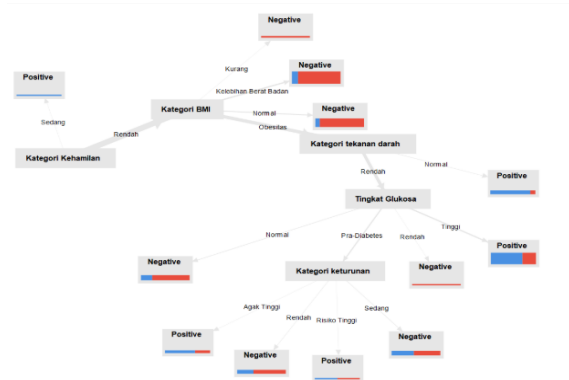 Negative
Kurang
Positive
Negative
Kelebihan Berat Badan
Kategori BMI
Normal
Negative
Sedang
Rendah
Obesitas
Kategori tekanan darah
Kategori Kehamilan
Normal
Rendah
Positive
Tingkat Glukosa
Normal
Pra-Diabetes
Rendah
Tinggi
Positive
Negative
Kategori keturunan
Negative
Agak Tinggi
Rendah
Risiko Tinggi
Sedang
Positive
Negative
Positive
Negative